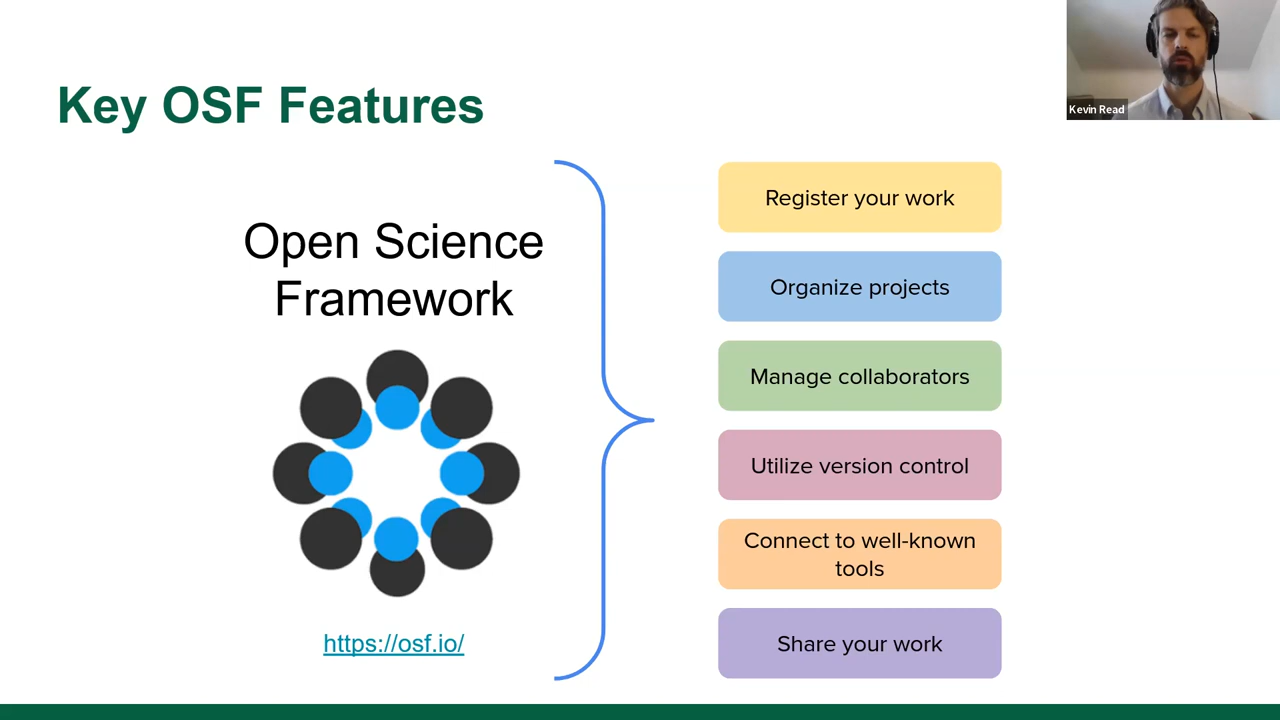 Key OSF Features
Kevin Read
Open Science
Framework
https://osf.io/
Register your work
Organize projects
Manage collaborators
Utilize version control
Connect to well-known
tools
Share your work